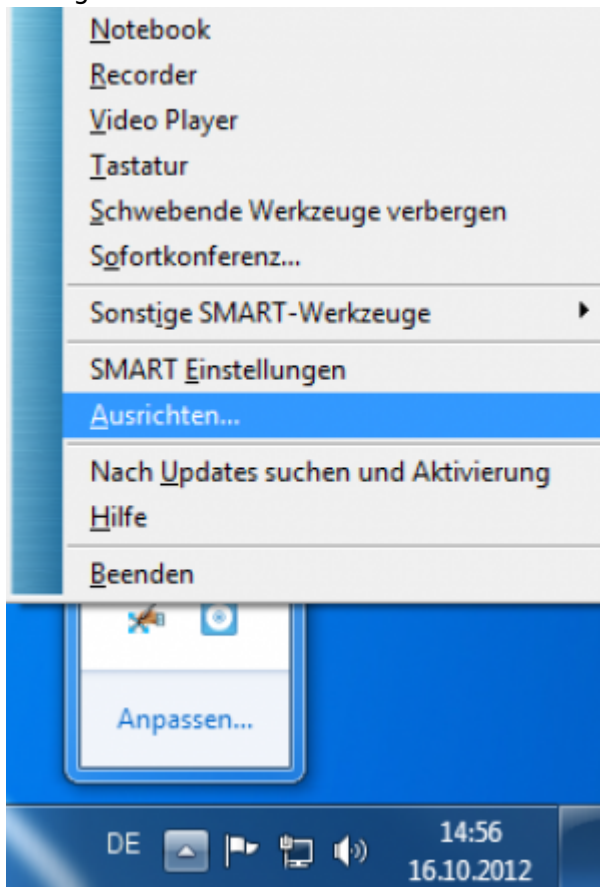 Notebook
Recorder
Video Player
Tastatur
Schwebende Werkzeuge verbergen
Sofortkonferenz...
Sonstige SMART-Werkzeuge
SMART Einstellungen
Ausrichten...
Nach Updates suchen und Aktivierung
Hilfe
Beenden
Anpassen...
DE
14:56
16.10.2012